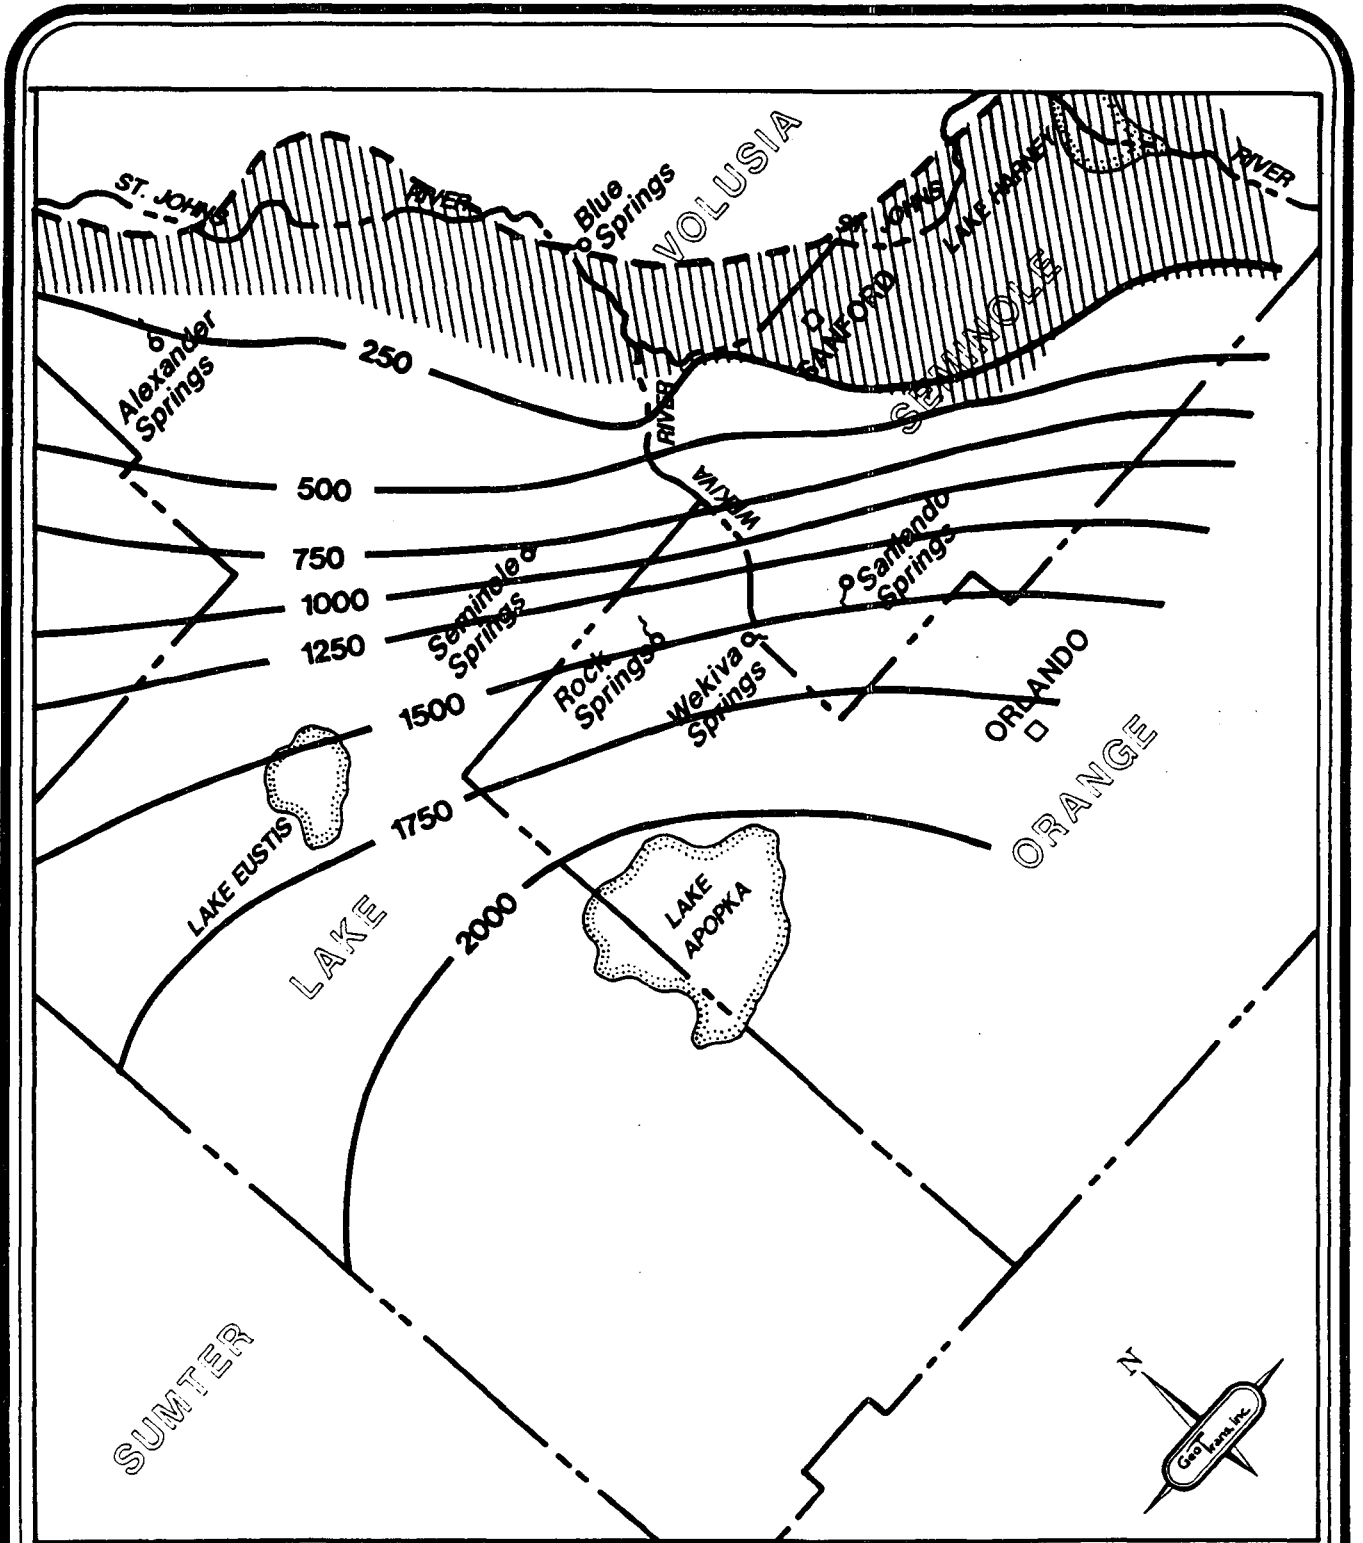 VOLUSIA
ST. JOHNS
RIVER
Blue
Springs
ST. JOHNS
LAKE HARNEY
RIVER
SANFORD
SEMINOLE
Alexander
Springs
250
RIVER
WEKIVA
500
750
1000
1250
1500
1750
2000
Seminole
Springs
Rock
Springs
Wekiva
Springs
Sanlendo
Springs
ORLANDO
ORANGE
LAKE EUSTIS
LAKE
LAKE
APOPKA
SUMTER
N
GeoTrans, inc.